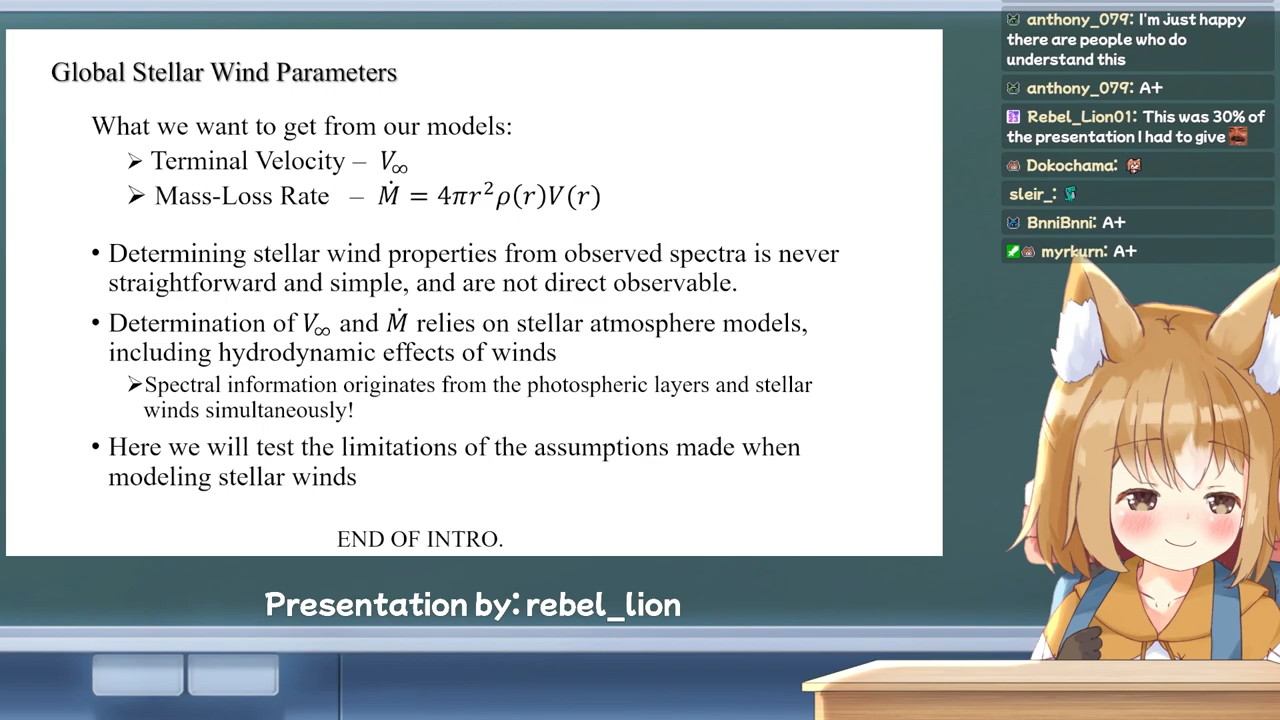 Global Stellar Wind Parameters
What we want to get from our models:
➢ Terminal Velocity – V∞
➢ Mass-Loss Rate – Ṁ = 4πr²ρ(r)V(r)
• Determining stellar wind properties from observed spectra is never
straightforward and simple, and are not direct observable.
• Determination of V∞ and Ṁ relies on stellar atmosphere models,
including hydrodynamic effects of winds
➢Spectral information originates from the photospheric layers and stellar
winds simultaneously!
• Here we will test the limitations of the assumptions made when
modeling stellar winds
END OF INTRO.
Presentation by: rebel_lion
anthony_079: I'm just happy
there are people who do
understand this
anthony_079: A+
Rebel_Lion01: This was 30% of
the presentation I had to give
Dokochama:
sleir_:
BnniBnni: A+
myrkurn: A+